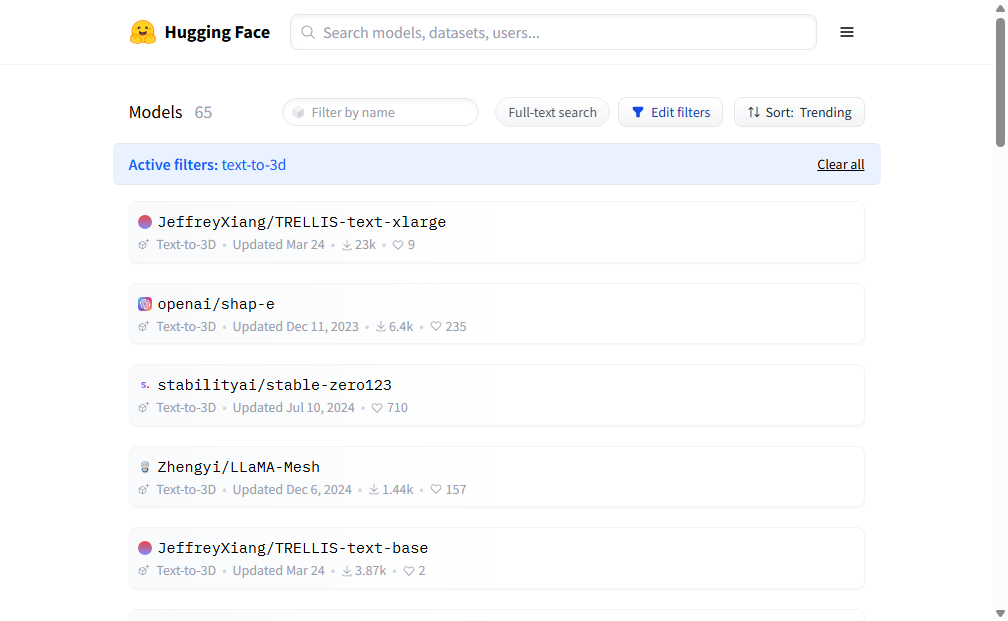 Hugging Face
Search models, datasets, users...
Models 65
Filter by name
Full-text search
Edit filters
Sort: Trending
Active filters: text-to-3d
Clear all
JeffreyXiang/TRELLIS-text-xlarge
Text-to-3D • Updated Mar 24 • 23k • 9
openai/shap-e
Text-to-3D • Updated Dec 11, 2023 • 6.4k • 235
s. stabilityai/stable-zero123
Text-to-3D • Updated Jul 10, 2024 • 710
Zhengyi/LLaMA-Mesh
Text-to-3D • Updated Dec 6, 2024 • 1.44k • 157
JeffreyXiang/TRELLIS-text-base
Text-to-3D • Updated Mar 24 • 3.87k • 2